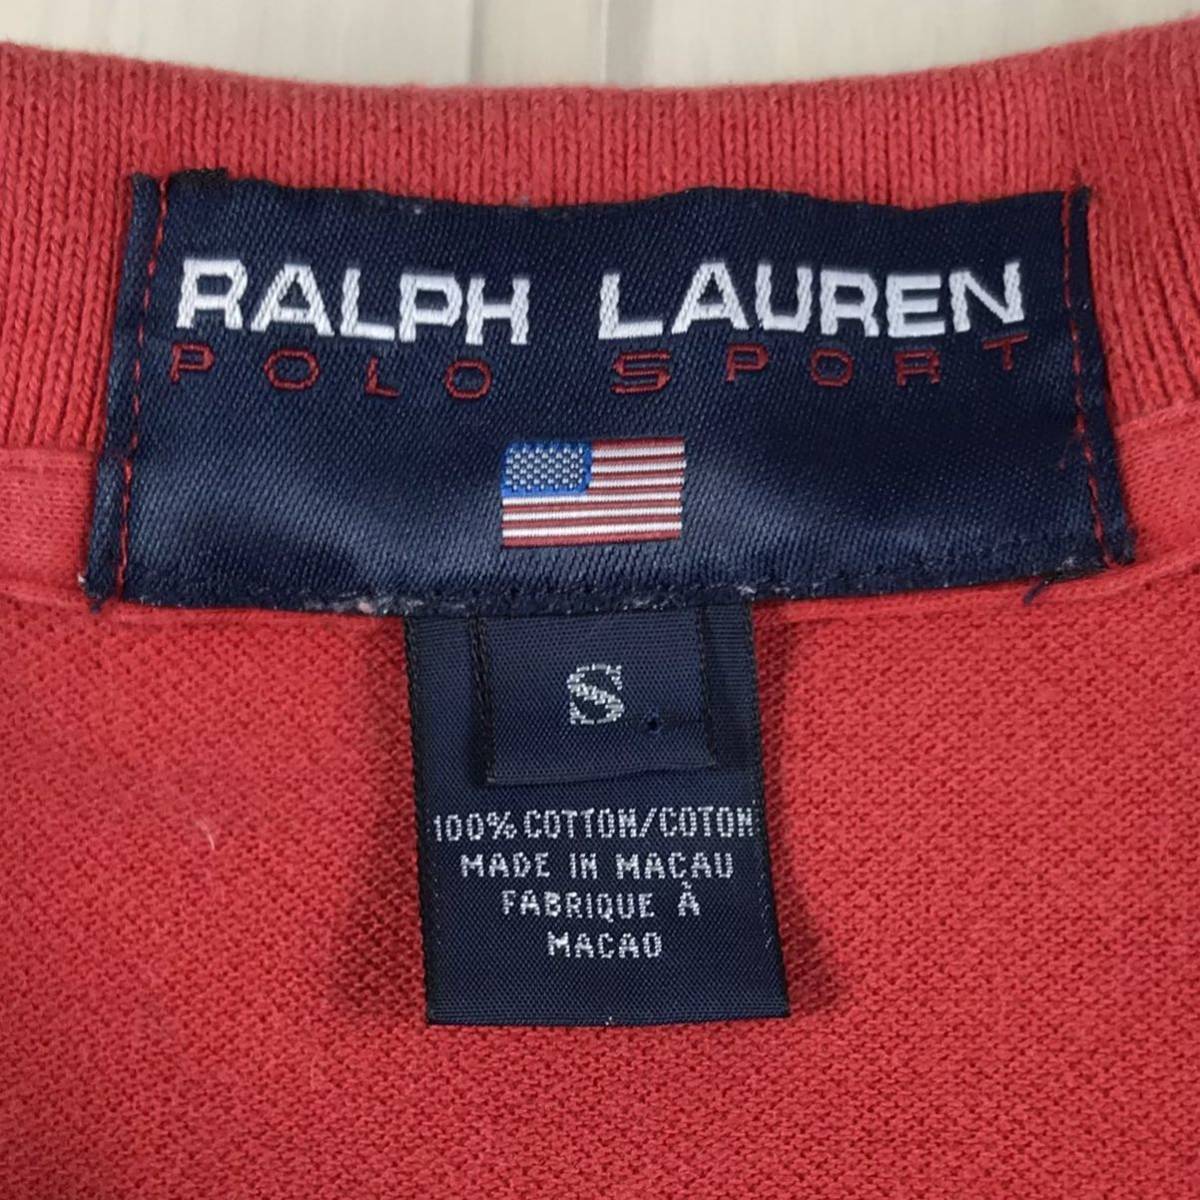 RALPH LAUREN
POLO SPORT
S
100% COTTON/COTON
MADE IN MACAU
FABRIQUE À
MACAO